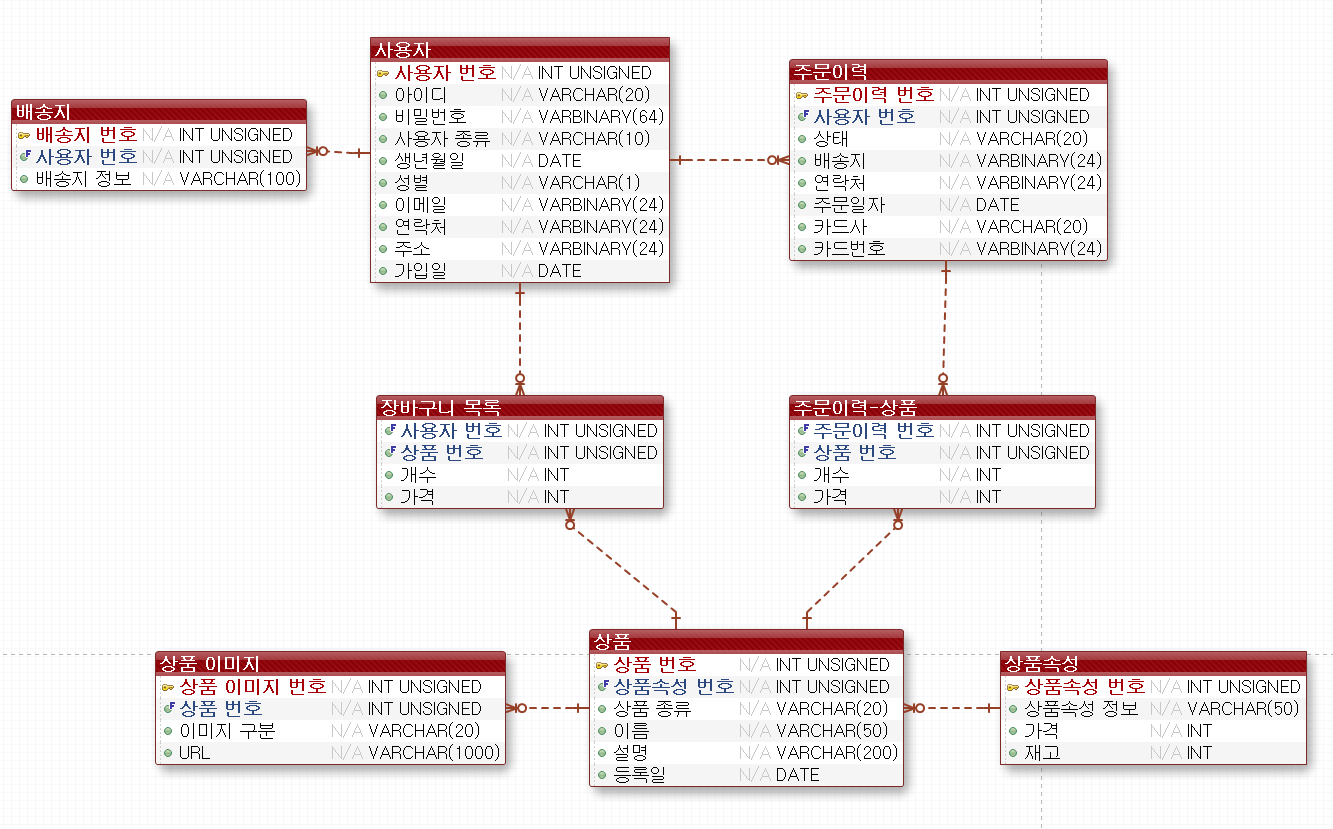 사용자
사용자 번호 N/A INT UNSIGNED
아이디 N/A VARCHAR(20)
비밀번호 N/A VARBINARY(64)
사용자 종류 N/A VARCHAR(10)
생년월일 N/A DATE
성별 N/A VARCHAR(1)
이메일 N/A VARBINARY(24)
연락처 N/A VARBINARY(24)
주소 N/A VARBINARY(24)
가입일 N/A DATE
주문이력
주문이력 번호 N/A INT UNSIGNED
사용자 번호 N/A INT UNSIGNED
상태 N/A VARCHAR(20)
배송지 N/A VARBINARY(24)
연락처 N/A VARBINARY(24)
주문일자 N/A DATE
카드사 N/A VARCHAR(20)
카드번호 N/A VARBINARY(24)
배송지
배송지 번호 N/A INT UNSIGNED
사용자 번호 N/A INT UNSIGNED
배송지 정보 N/A VARCHAR(100)
장바구니 목록
사용자 번호 N/A INT UNSIGNED
상품 번호 N/A INT UNSIGNED
개수 N/A INT
가격 N/A INT
주문이력-상품
주문이력 번호 N/A INT UNSIGNED
상품 번호 N/A INT UNSIGNED
개수 N/A INT
가격 N/A INT
상품 이미지
상품 이미지 번호 N/A INT UNSIGNED
상품 번호 N/A INT UNSIGNED
이미지 구분 N/A VARCHAR(20)
URL N/A VARCHAR(1000)
상품
상품 번호 N/A INT UNSIGNED
상품속성 번호 N/A INT UNSIGNED
상품 종류 N/A VARCHAR(20)
이름 N/A VARCHAR(50)
설명 N/A VARCHAR(200)
등록일 N/A DATE
상품속성
상품속성 번호 N/A INT UNSIGNED
상품속성 정보 N/A VARCHAR(50)
가격 N/A INT
재고 N/A INT